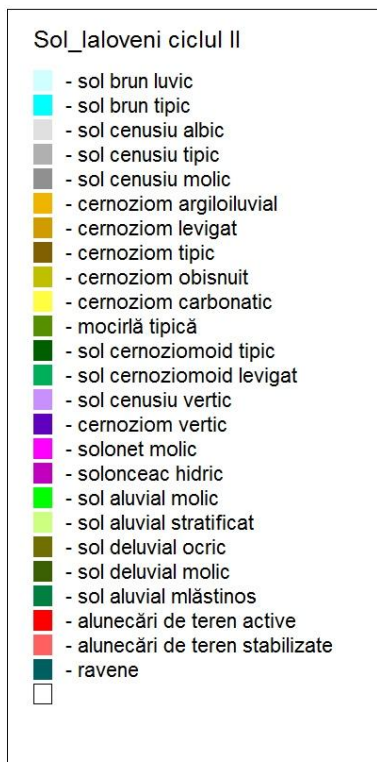 Sol_Ialoveni ciclul II
- sol brun luvic
- sol brun tipic
- sol cenusiu albic
- sol cenusiu tipic
- sol cenusiu molic
- cernoziom argiloiluvial
- cernoziom levigat
- cernoziom tipic
- cernoziom obisnuit
- cernoziom carbonatic
- mocirlă tipică
- sol cernoziomoid tipic
- sol cernoziomoid levigat
- sol cenusiu vertic
- cernoziom vertic
- solonet molic
- solonceac hidric
- sol aluvial molic
- sol aluvial stratificat
- sol deluvial ocric
- sol deluvial molic
- sol aluvial mlăstinos
- alunecări de teren active
- alunecări de teren stabilizate
- ravene